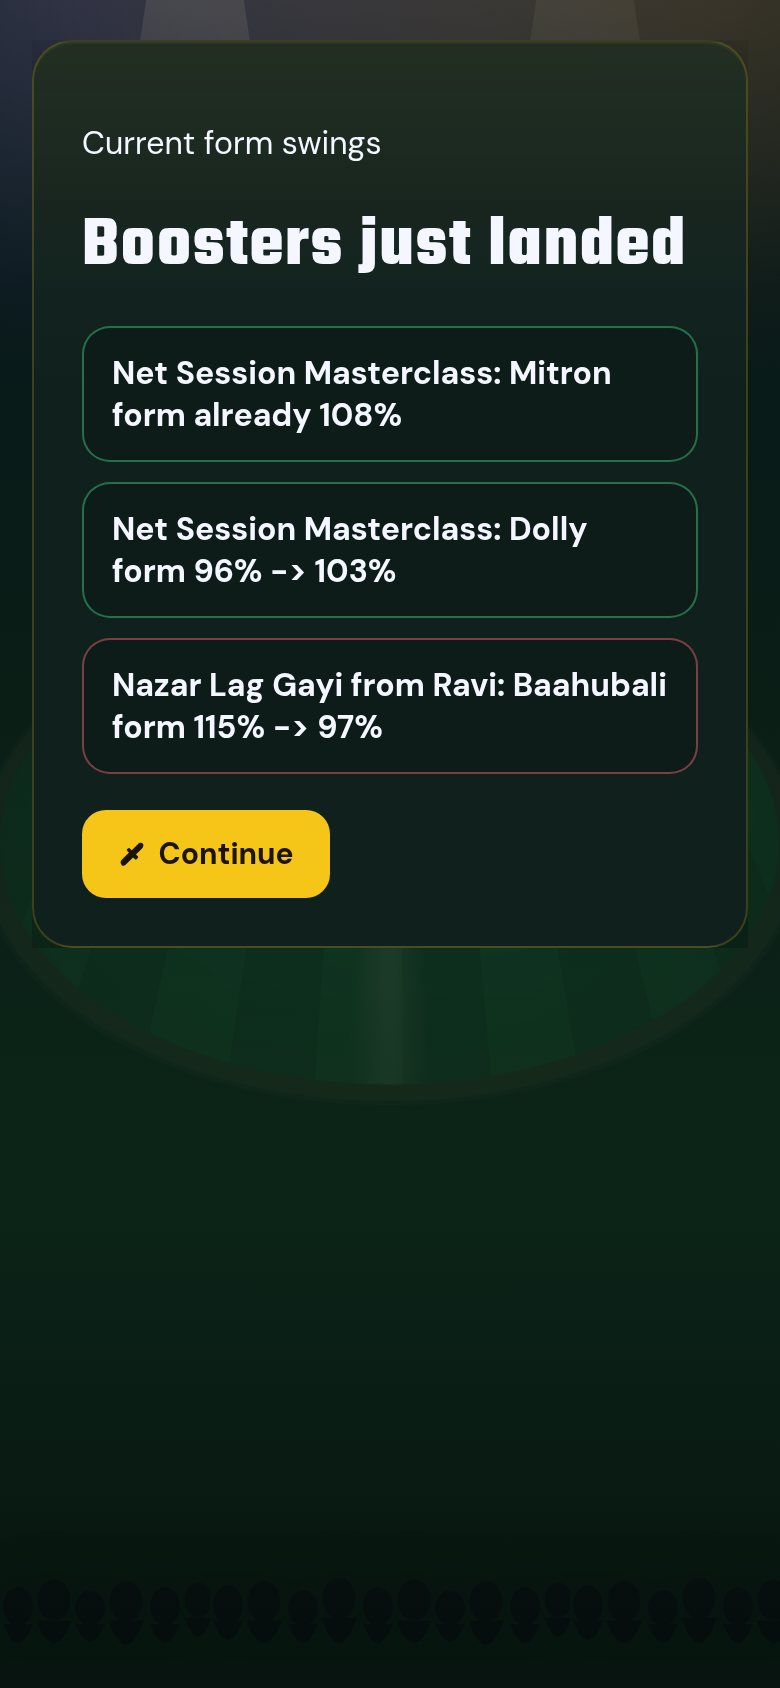 Current form swings
Boosters just landed
Net Session Masterclass: Mitron
form already 108%
Net Session Masterclass: Dolly
form 96% -> 103%
Nazar Lag Gayi from Ravi: Baahubali
form 115% -> 97%
Continue